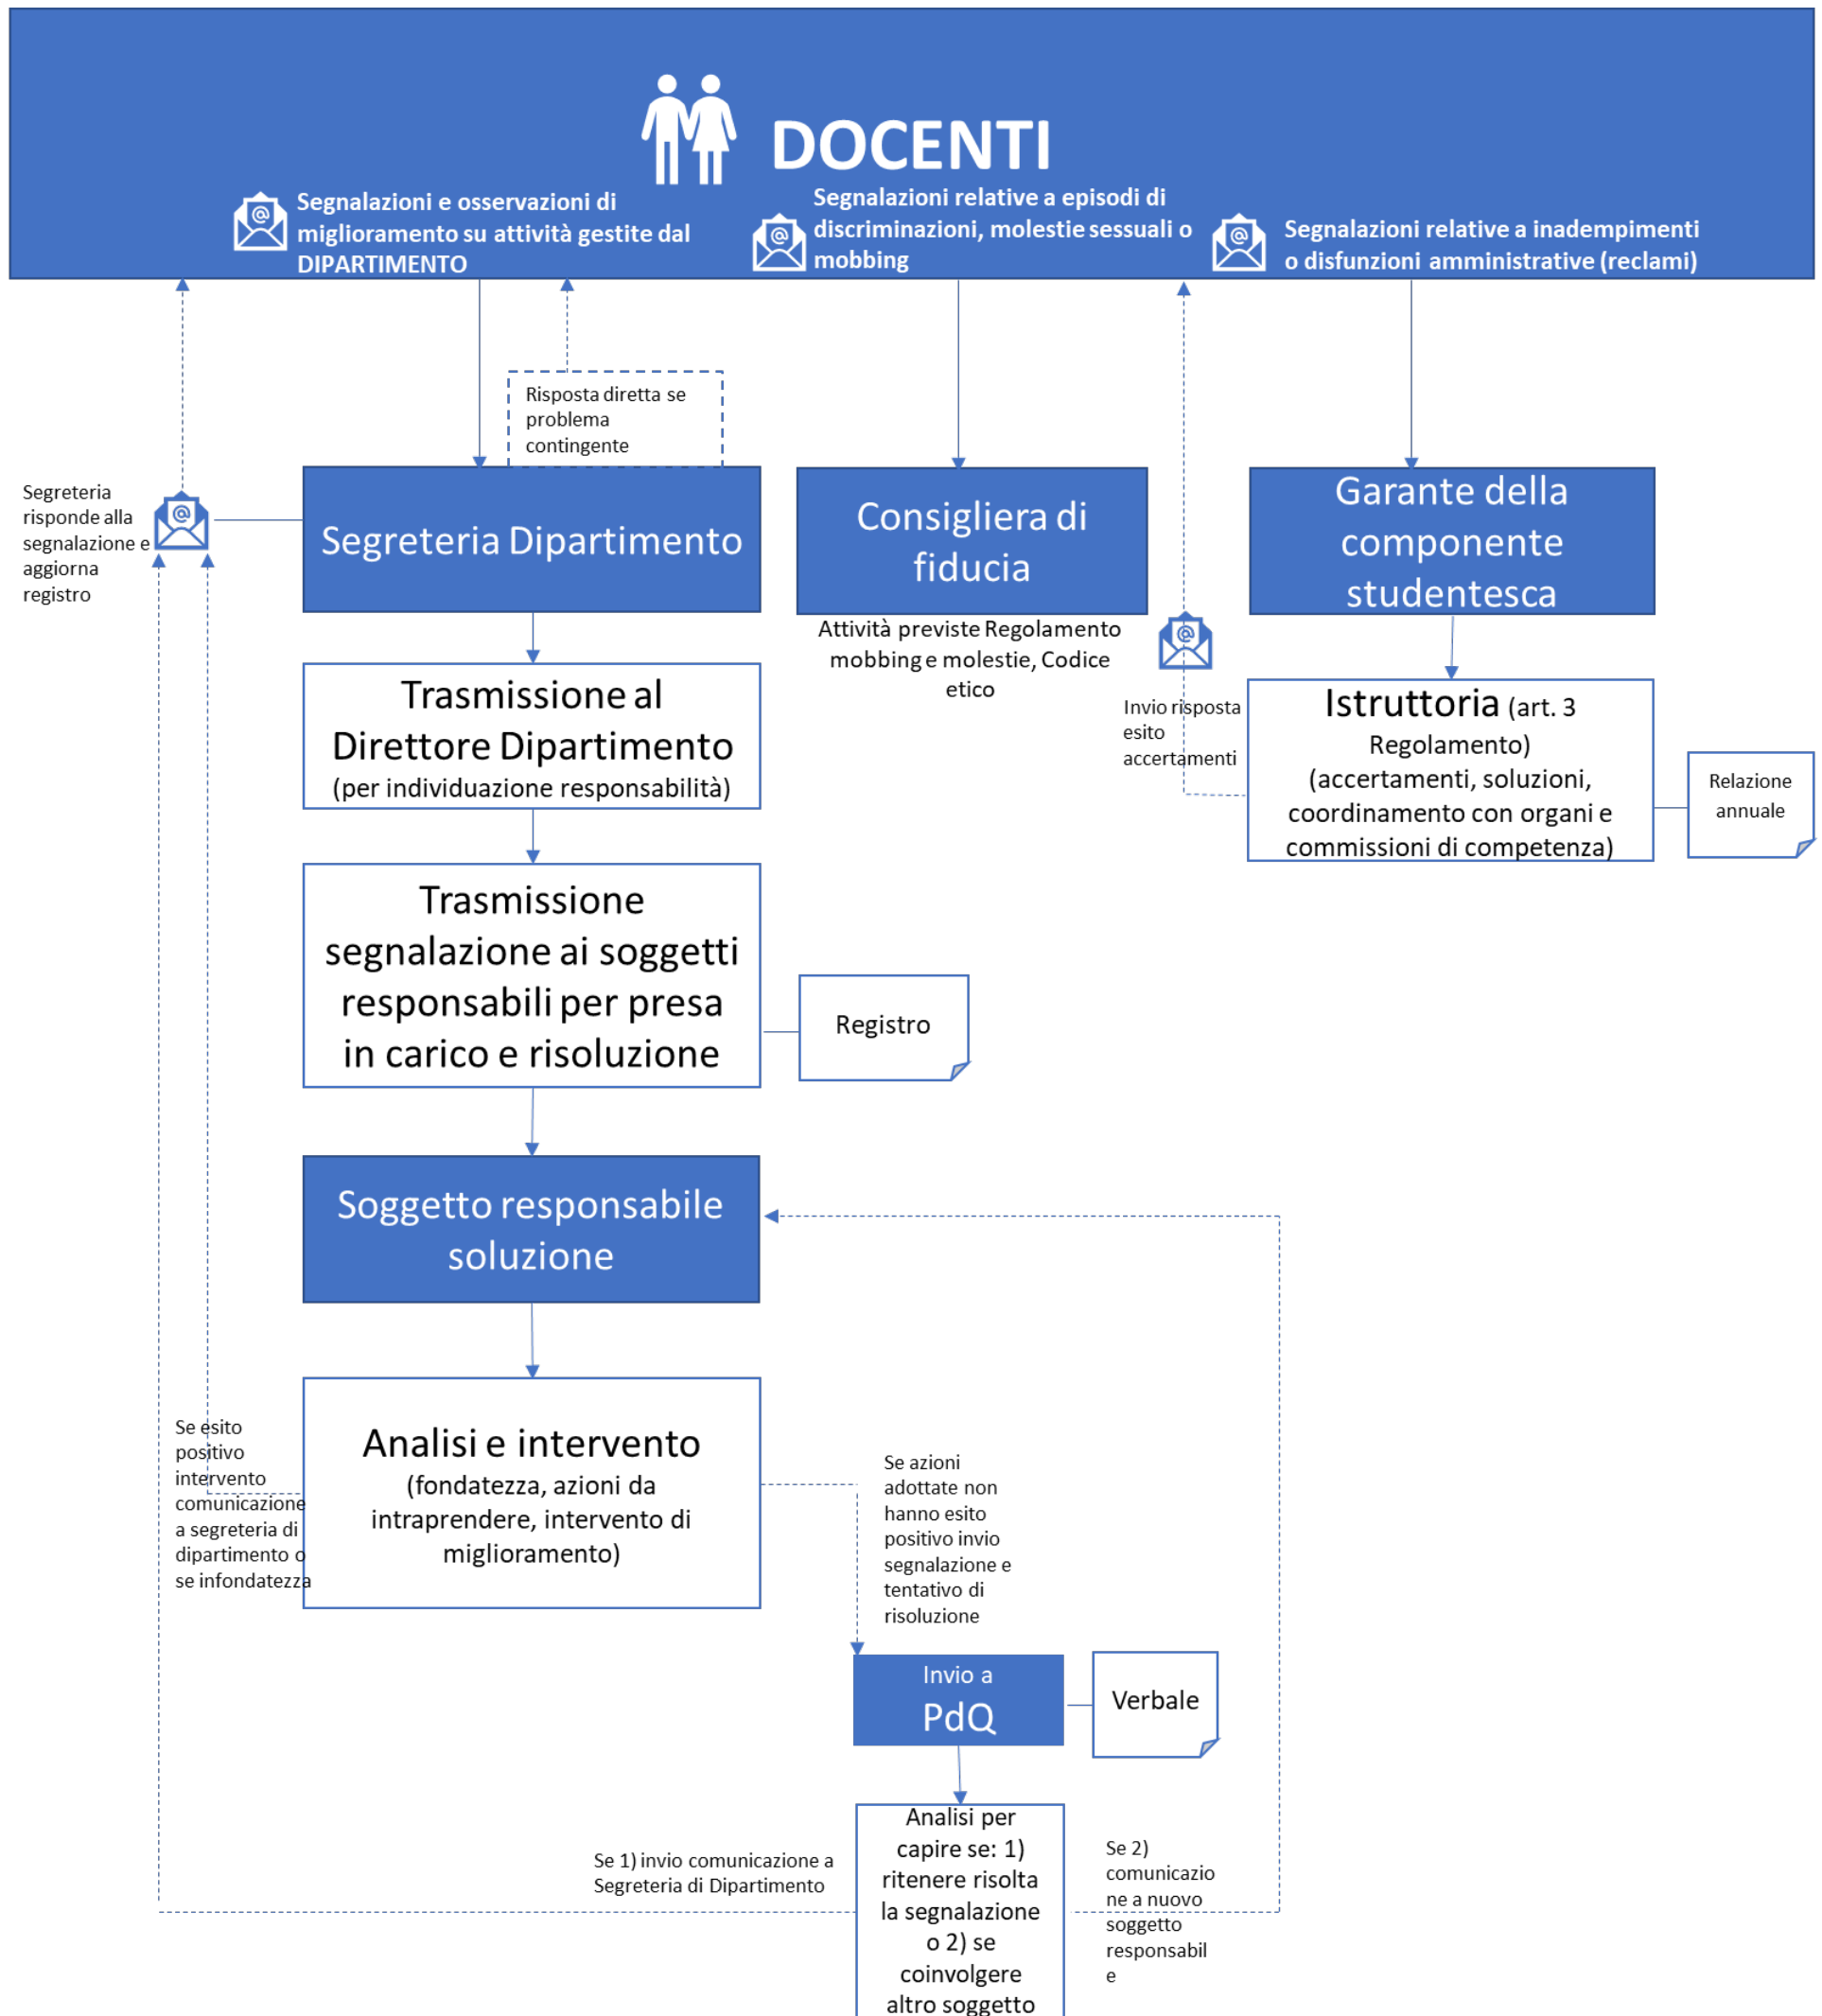 DOCENTI
Segnalazioni e osservazioni di
miglioramento su attività gestite dal
DIPARTIMENTO
Segnalazioni relative a episodi di
discriminazioni, molestie sessuali o
mobbing
Segnalazioni relative a inadempimenti
o disfunzioni amministrative (reclami)
Risposta diretta se
problema
contingente
Segreteria
risponde alla
segnalazione e
aggiorna
registro
Segreteria Dipartimento
Consigliera di
fiducia
Garante della
componente
studentesca
Attività previste Regolamento
mobbing e molestie, Codice
etico
Trasmissione al
Direttore Dipartimento
(per individuazione responsabilità)
Invio risposta
esito
accertamenti
Istruttoria (art. 3
Regolamento)
(accertamenti, soluzioni,
coordinamento con organi e
commissioni di competenza)
Relazione
annuale
Trasmissione
segnalazione ai soggetti
responsabili per presa
in carico e risoluzione
Registro
Soggetto responsabile
soluzione
Se esito
positivo
intervento
comunicazione
a segreteria di
dipartimento o
se infondatezza
Analisi e intervento
(fondatezza, azioni da
intraprendere, intervento di
miglioramento)
Se azioni
adottate non
hanno esito
positivo invio
segnalazione e
tentativo di
risoluzione
Invio a
PdQ
Verbale
Se 1) invio comunicazione a
Segreteria di Dipartimento
Analisi per
capire se: 1)
ritenere risolta
la segnalazione
o 2) se
coinvolgere
altro soggetto
Se 2)
comunicazio
ne a nuovo
soggetto
responsabil
e